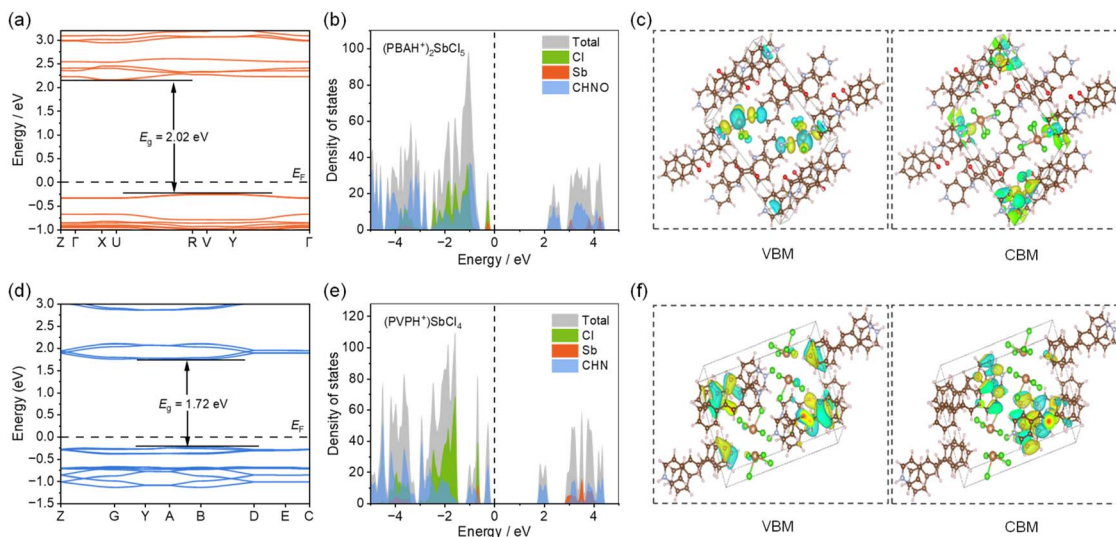 (a)
Energy / eV
3.0
2.5
2.0
1.5
1.0
0.5
0.0
−0.5
−1.0
Eg = 2.02 eV
EF
Z Γ X U R V Y Γ
(b)
Density of states
120
100
80
60
40
20
0
(PBAH⁺)₂SbCl₅
Total
Cl
Sb
CHNO
−4 −2 0 2 4
Energy / eV
(c)
VBM
CBM
(d)
Energy (eV)
3.0
2.5
2.0
1.5
1.0
0.5
0.0
−0.5
−1.0
−1.5
Eg = 1.72 eV
EF
Z G Y A B D E C
(e)
Density of states
120
100
80
60
40
20
0
(PVPH⁺)SbCl₄
Total
Cl
Sb
CHN
−4 −2 0 2 4
Energy / eV
(f)
VBM
CBM